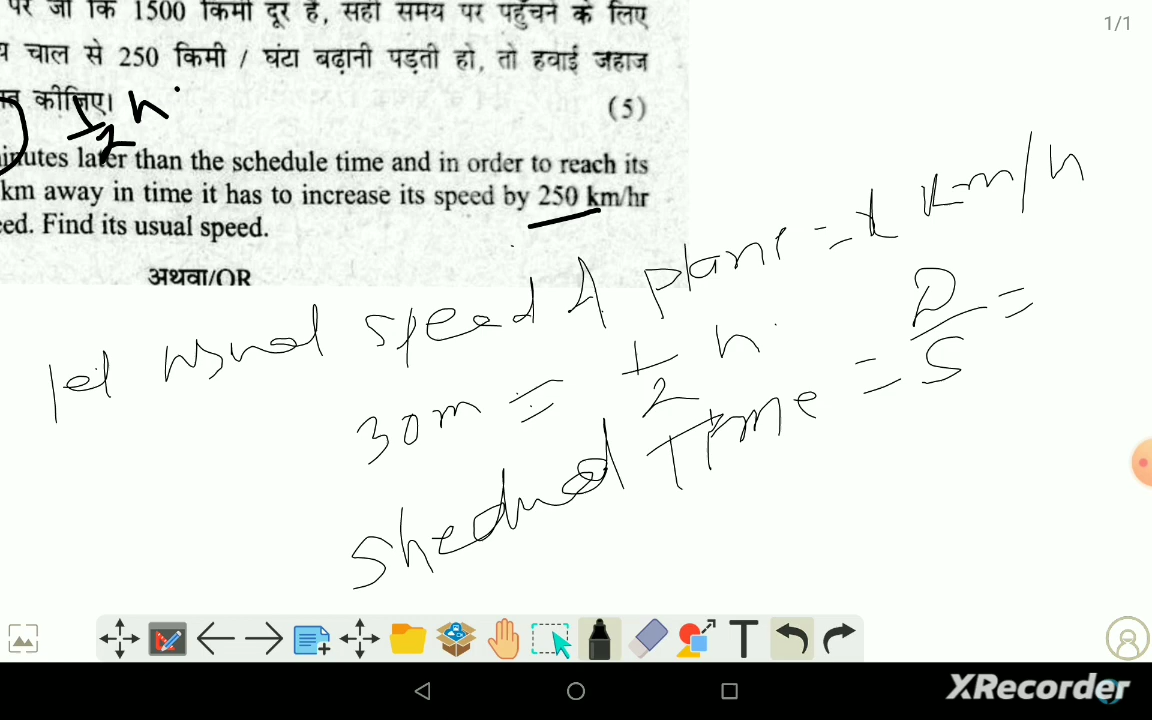 पर जो कि 1500 किमी दूर है, सही समय पर पहुँचने के लिए
1/1
य चाल से 250 किमी / घंटा बढ़ानी पड़ती हो, तो हवाई जहाज
कीजिए। 1/2 h
(5)
minutes later than the schedule time and in order to reach its
km away in time it has to increase its speed by 250 km/hr
eed. Find its usual speed.
अथवा/OR
let usual speed of plane = x km/h
30m = 1/2 h
Shedual Time = D/S =
T
XRecorder